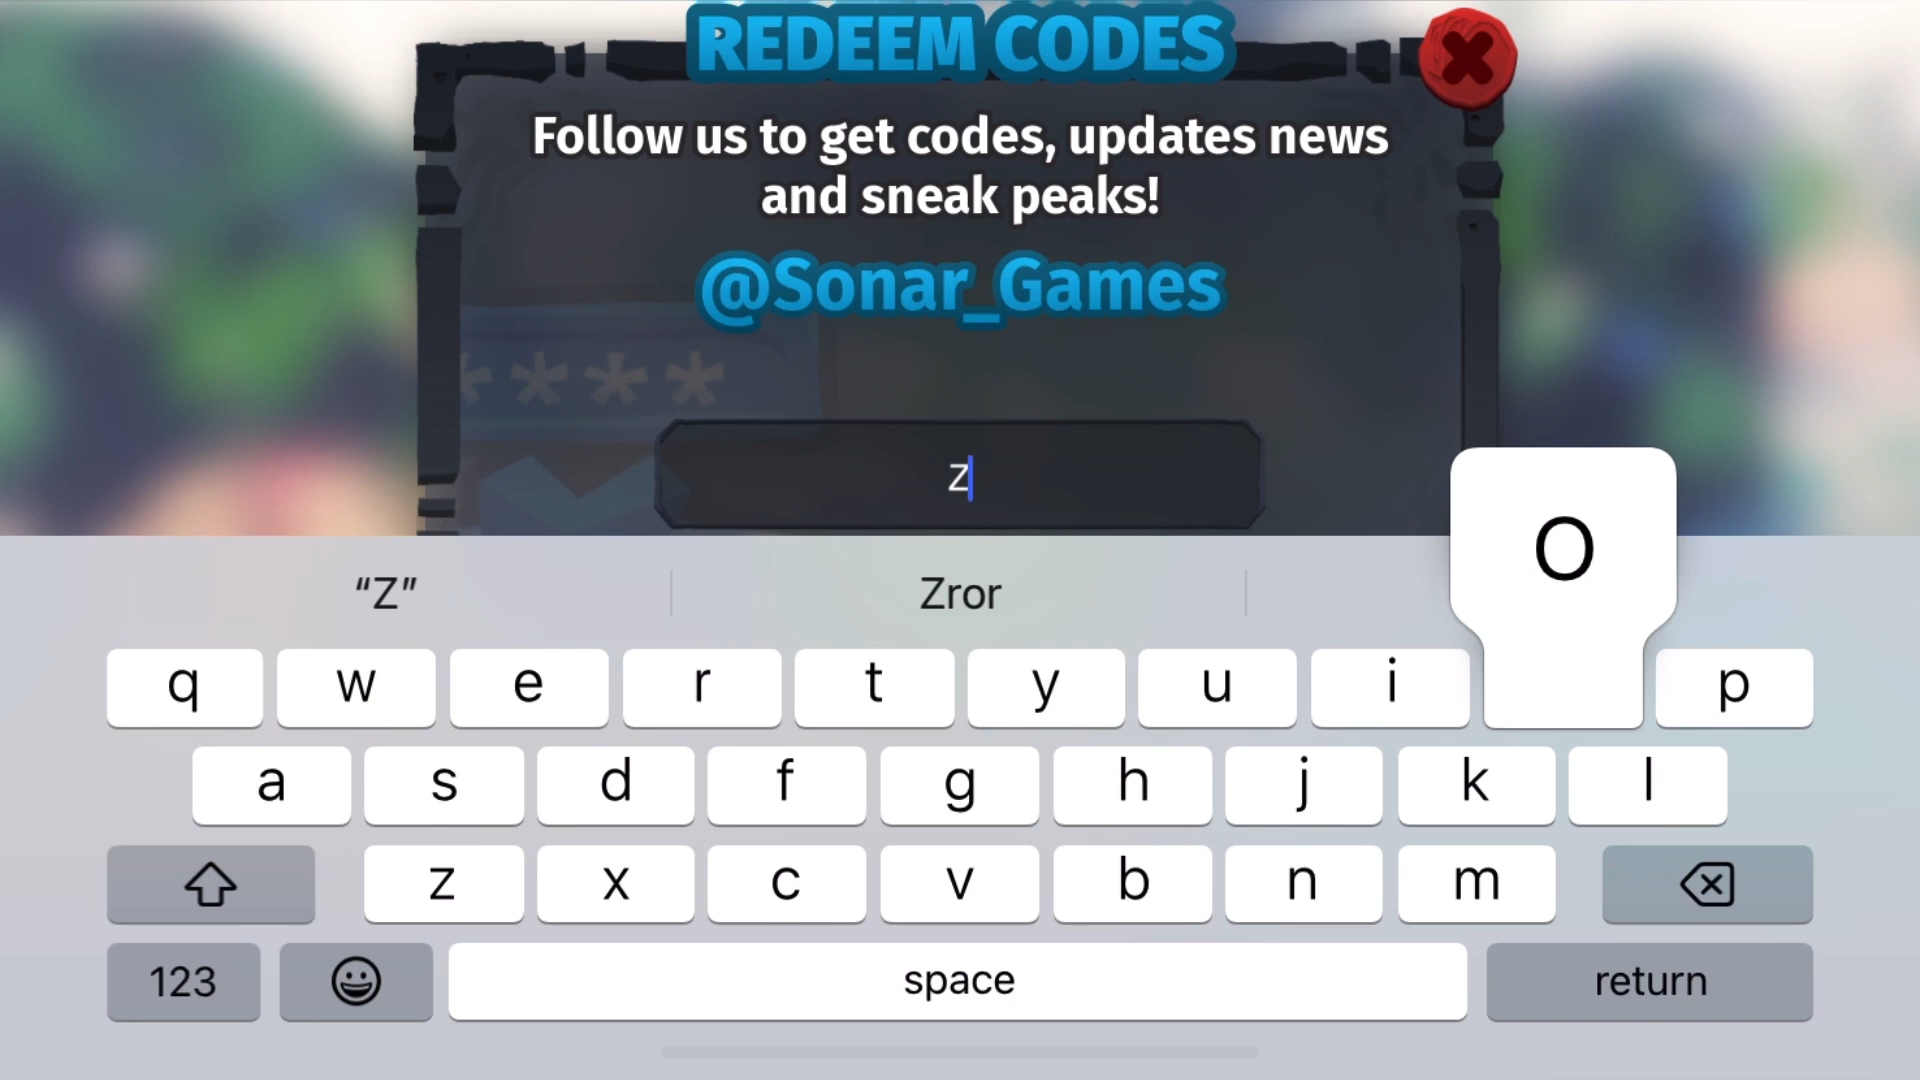 REDEEM CODES
Follow us to get codes, updates news
and sneak peaks!
@Sonar_Games
****
z
“Z”
Zror
O
q w e r t y u i p
a s d f g h j k l
z x c v b n m
123 space return